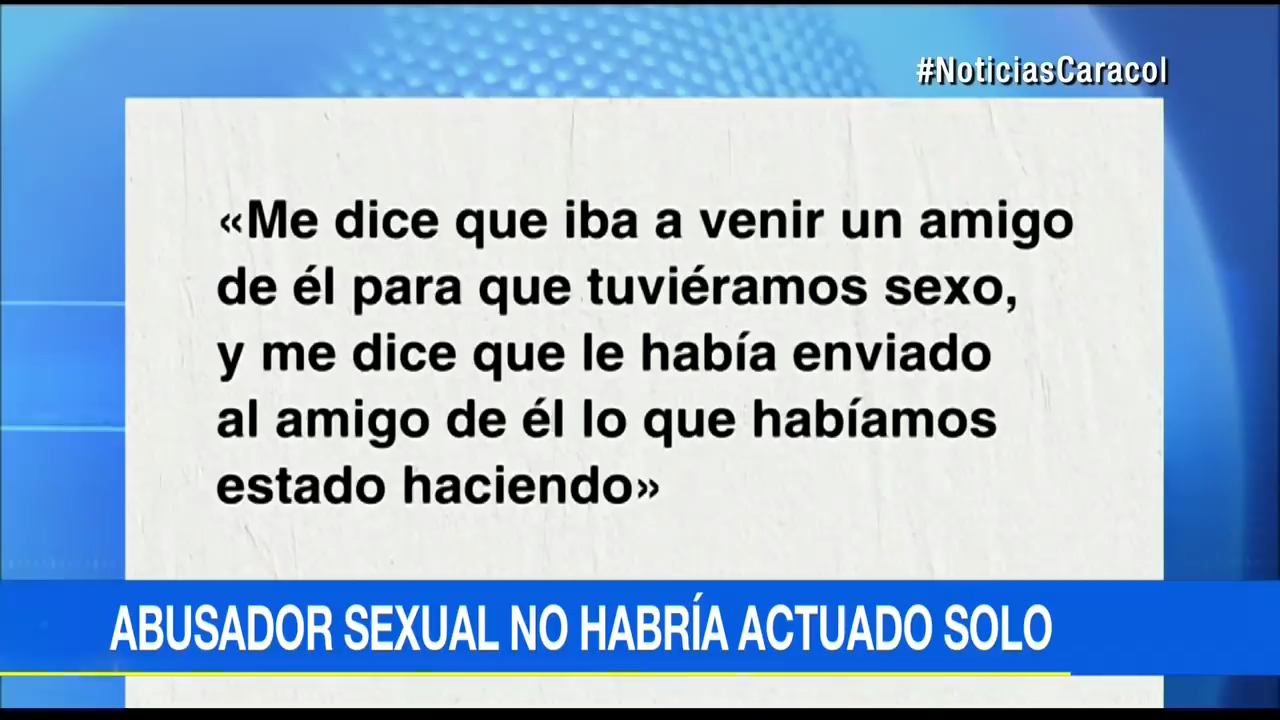 #NoticiasCaracol
«Me dice que iba a venir un amigo
de él para que tuviéramos sexo,
y me dice que le había enviado
al amigo de él lo que habíamos
estado haciendo»
ABUSADOR SEXUAL NO HABRÍA ACTUADO SOLO